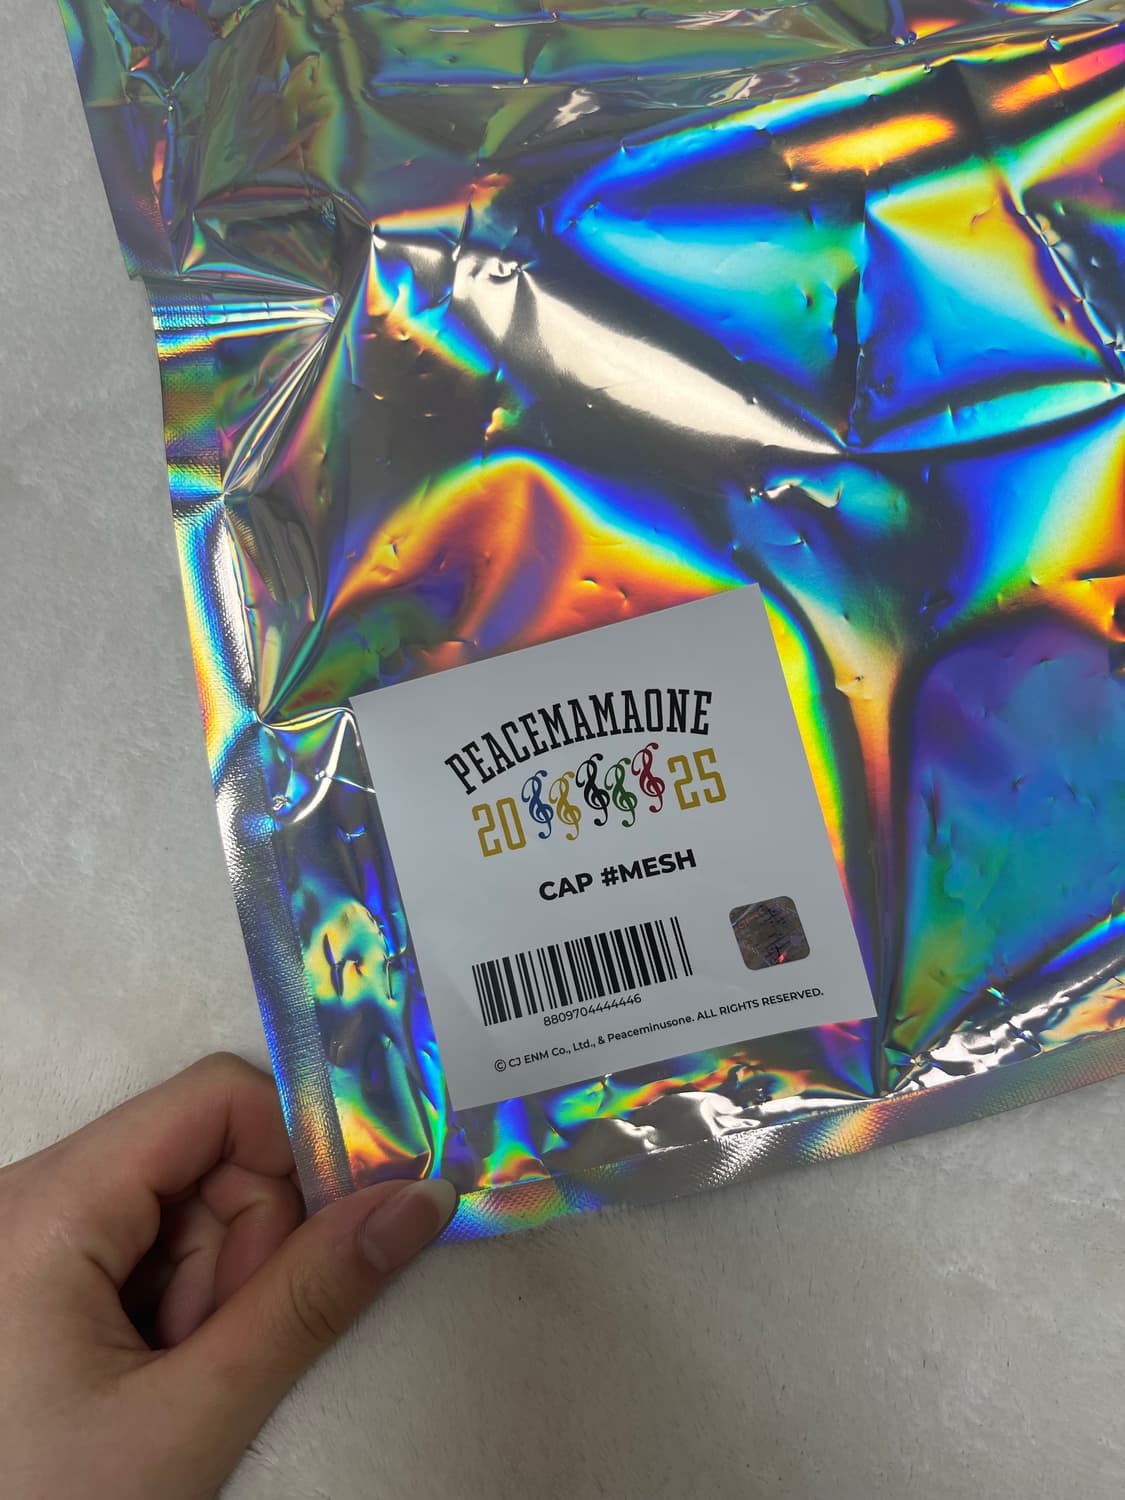 PEACEMAMAONE
20 25
CAP #MESH
8809704444446
© CJ ENM Co., Ltd., & Peaceminusone. ALL RIGHTS RESERVED.